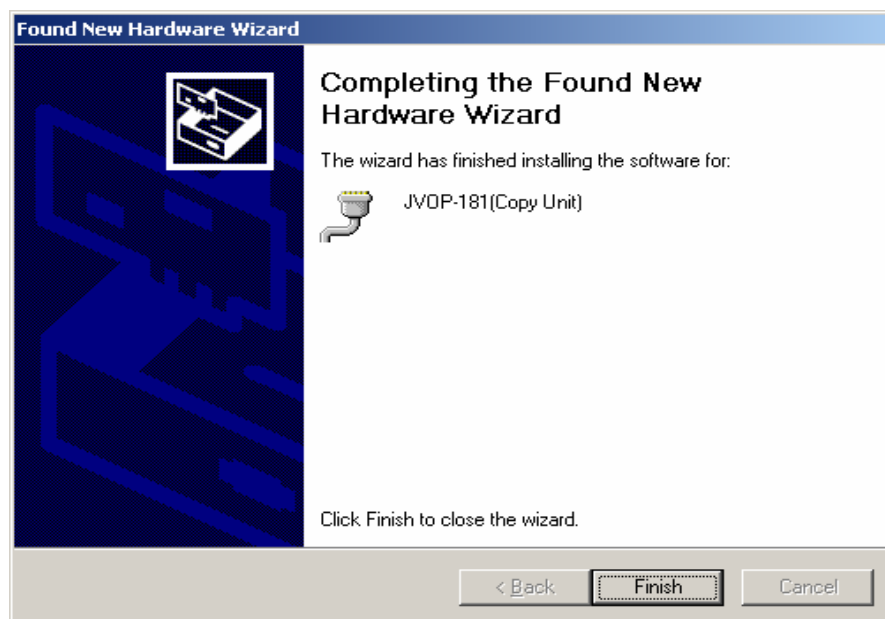 Found New Hardware Wizard
Completing the Found New
Hardware Wizard
The wizard has finished installing the software for:
JVOP-181(Copy Unit)
Click Finish to close the wizard.
< Back
Finish
Cancel